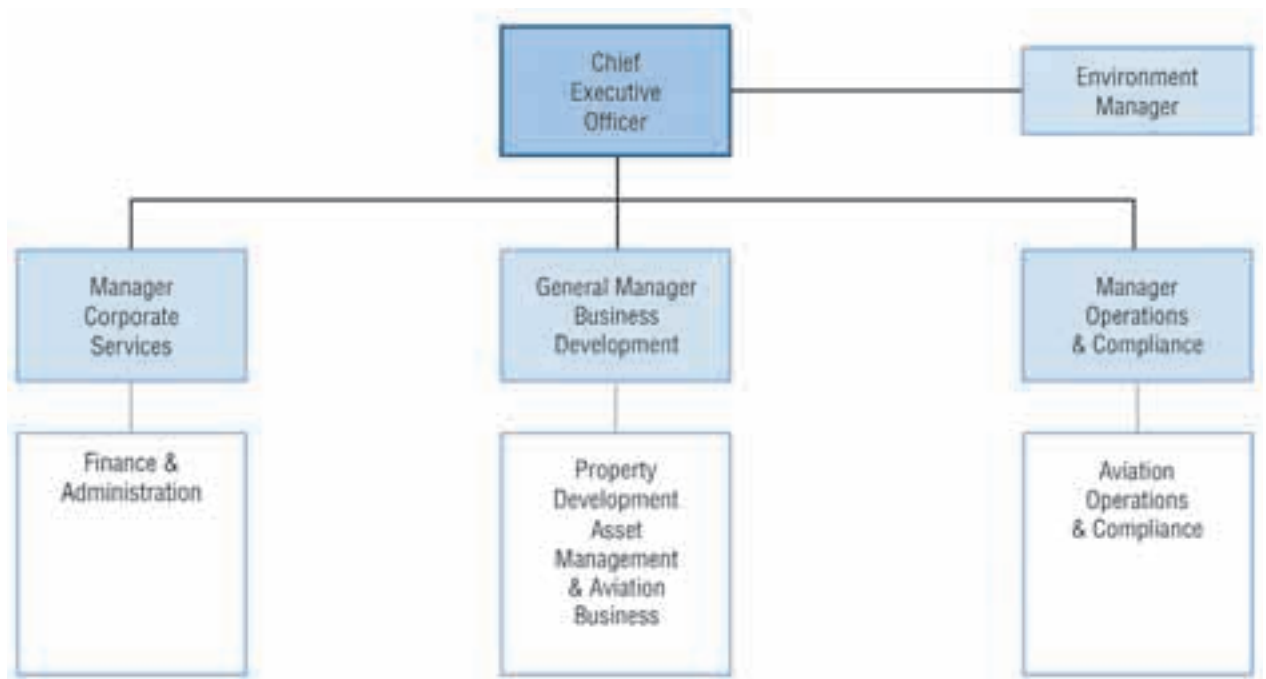 Chief
Executive
Officer
Environment
Manager
Manager
Corporate
Services
General Manager
Business
Development
Manager
Operations
& Compliance
Finance &
Administration
Property
Development
Asset
Management
& Aviation
Business
Aviation
Operations
& Compliance